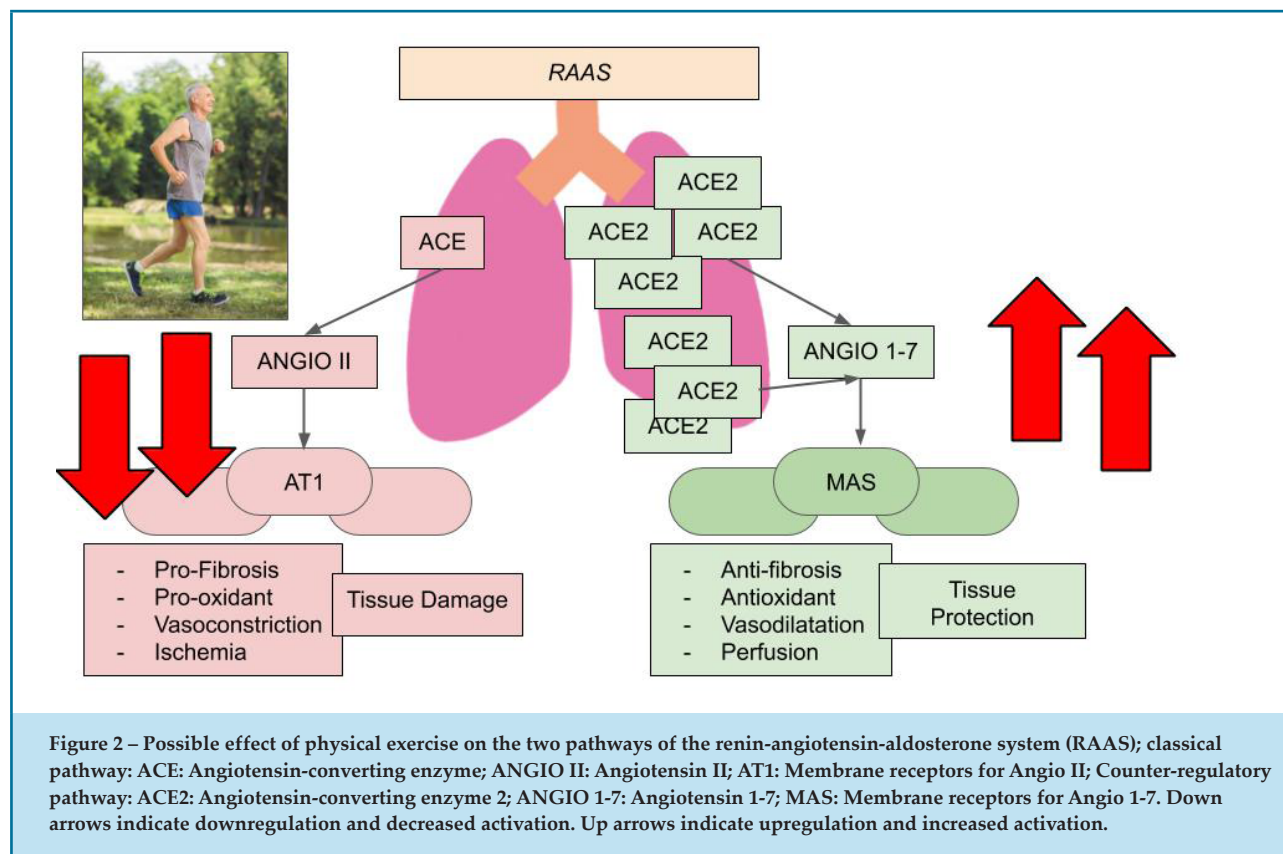 RAAS
ACE2
ACE
ACE2
ACE2
ACE2
ACE2
ANGIO II
ANGIO 1-7
ACE2
ACE2
AT1
MAS
- Pro-Fibrosis
- Pro-oxidant
- Vasoconstriction
- Ischemia
Tissue Damage
- Anti-fibrosis
- Antioxidant
- Vasodilatation
- Perfusion
Tissue
Protection
Figure 2 – Possible effect of physical exercise on the two pathways of the renin-angiotensin-aldosterone system (RAAS); classical
pathway: ACE: Angiotensin-converting enzyme; ANGIO II: Angiotensin II; AT1: Membrane receptors for Angio II; Counter-regulatory
pathway: ACE2: Angiotensin-converting enzyme 2; ANGIO 1-7: Angiotensin 1-7; MAS: Membrane receptors for Angio 1-7. Down
arrows indicate downregulation and decreased activation. Up arrows indicate upregulation and increased activation.